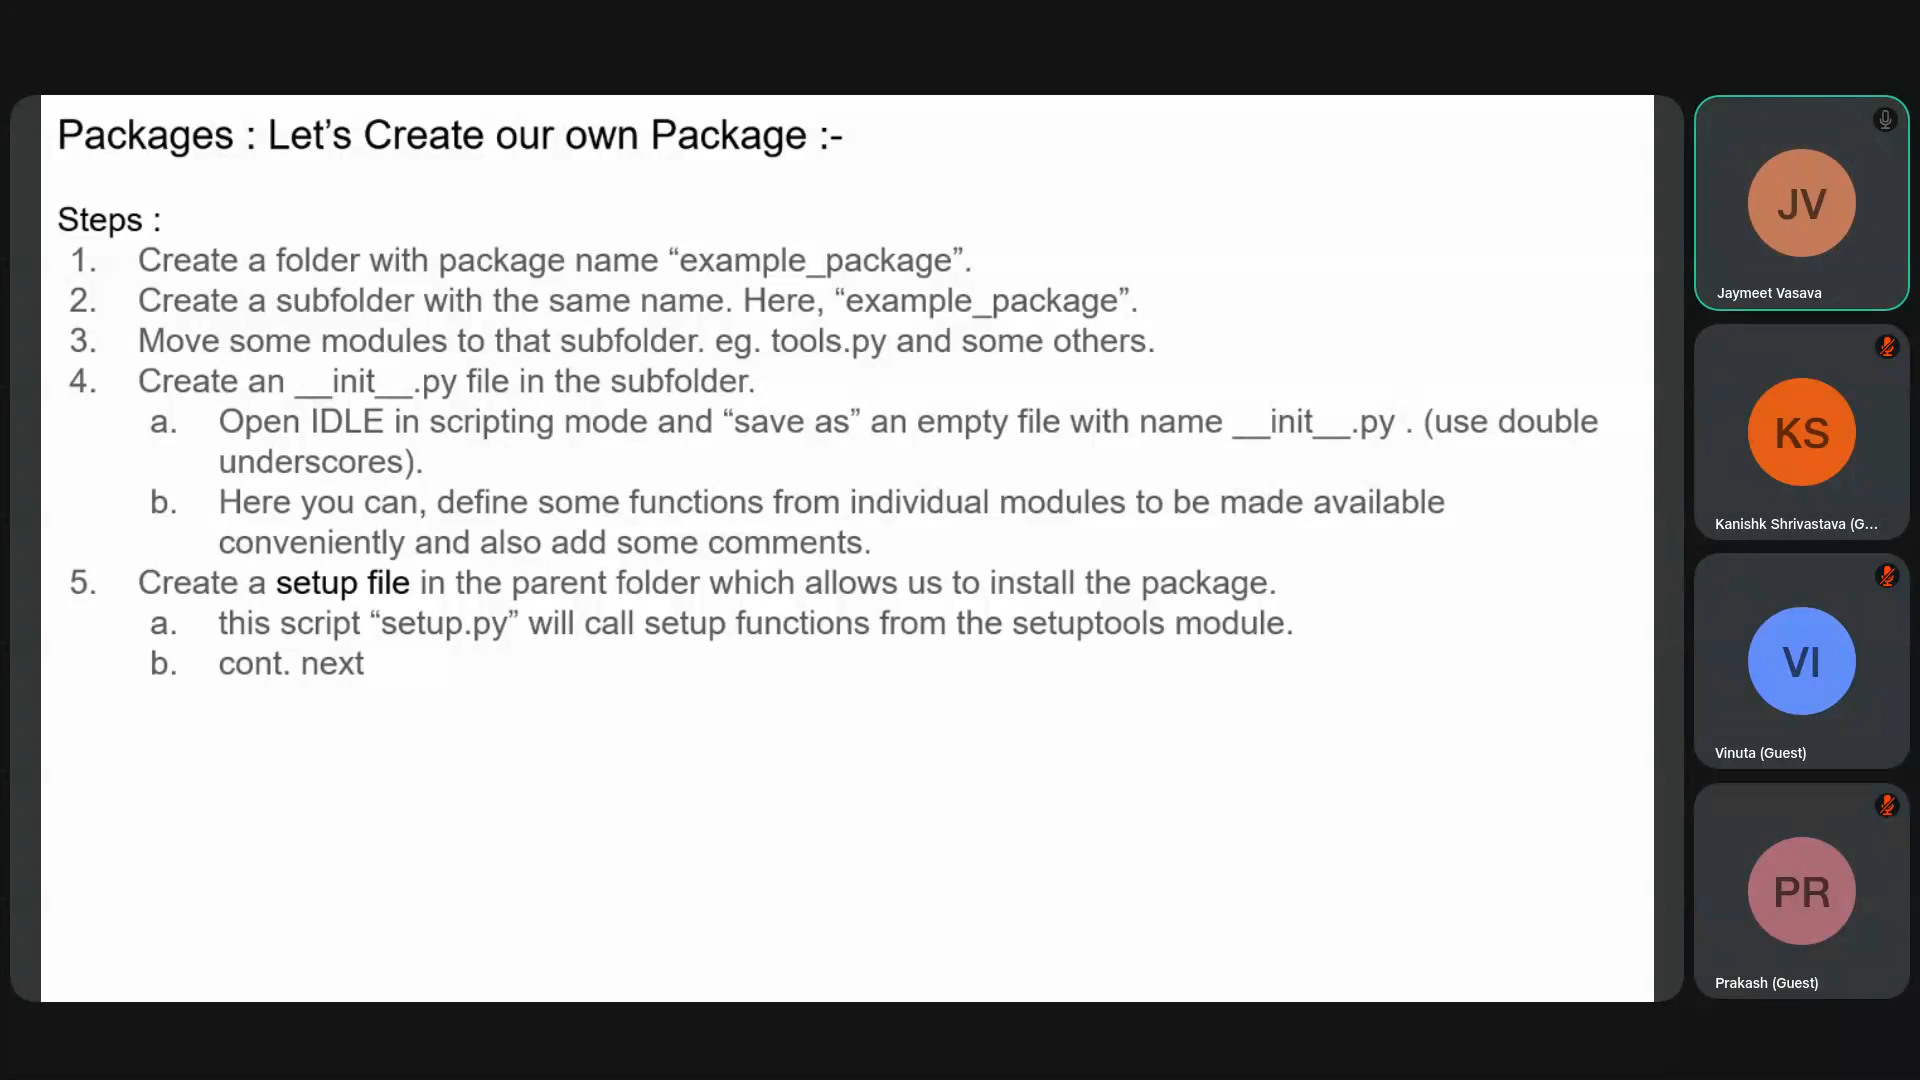 Packages : Let’s Create our own Package :-
Steps :
1. Create a folder with package name “example_package”.
2. Create a subfolder with the same name. Here, “example_package”.
3. Move some modules to that subfolder. eg. tools.py and some others.
4. Create an __init__.py file in the subfolder.
a. Open IDLE in scripting mode and “save as” an empty file with name __init__.py . (use double
underscores).
b. Here you can, define some functions from individual modules to be made available
conveniently and also add some comments.
5. Create a setup file in the parent folder which allows us to install the package.
a. this script “setup.py” will call setup functions from the setuptools module.
b. cont. next
JV
Jaymeet Vasava
KS
Kanishk Shrivastava (G...
VI
Vinuta (Guest)
PR
Prakash (Guest)